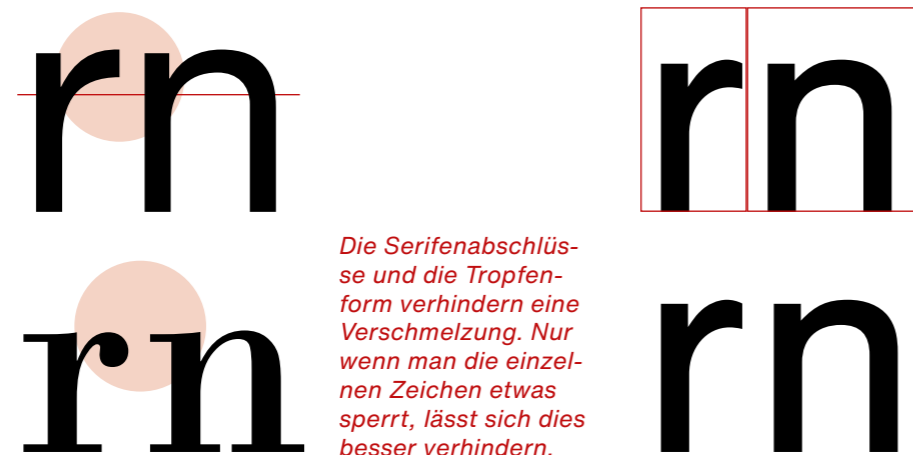 rn
rn
rn
Die Serifenabschlüs-
se und die Tropfen-
form verhindern eine
Verschmelzung. Nur
wenn man die einzel-
nen Zeichen etwas
sperrt, lässt sich dies
besser verhindern.
rn